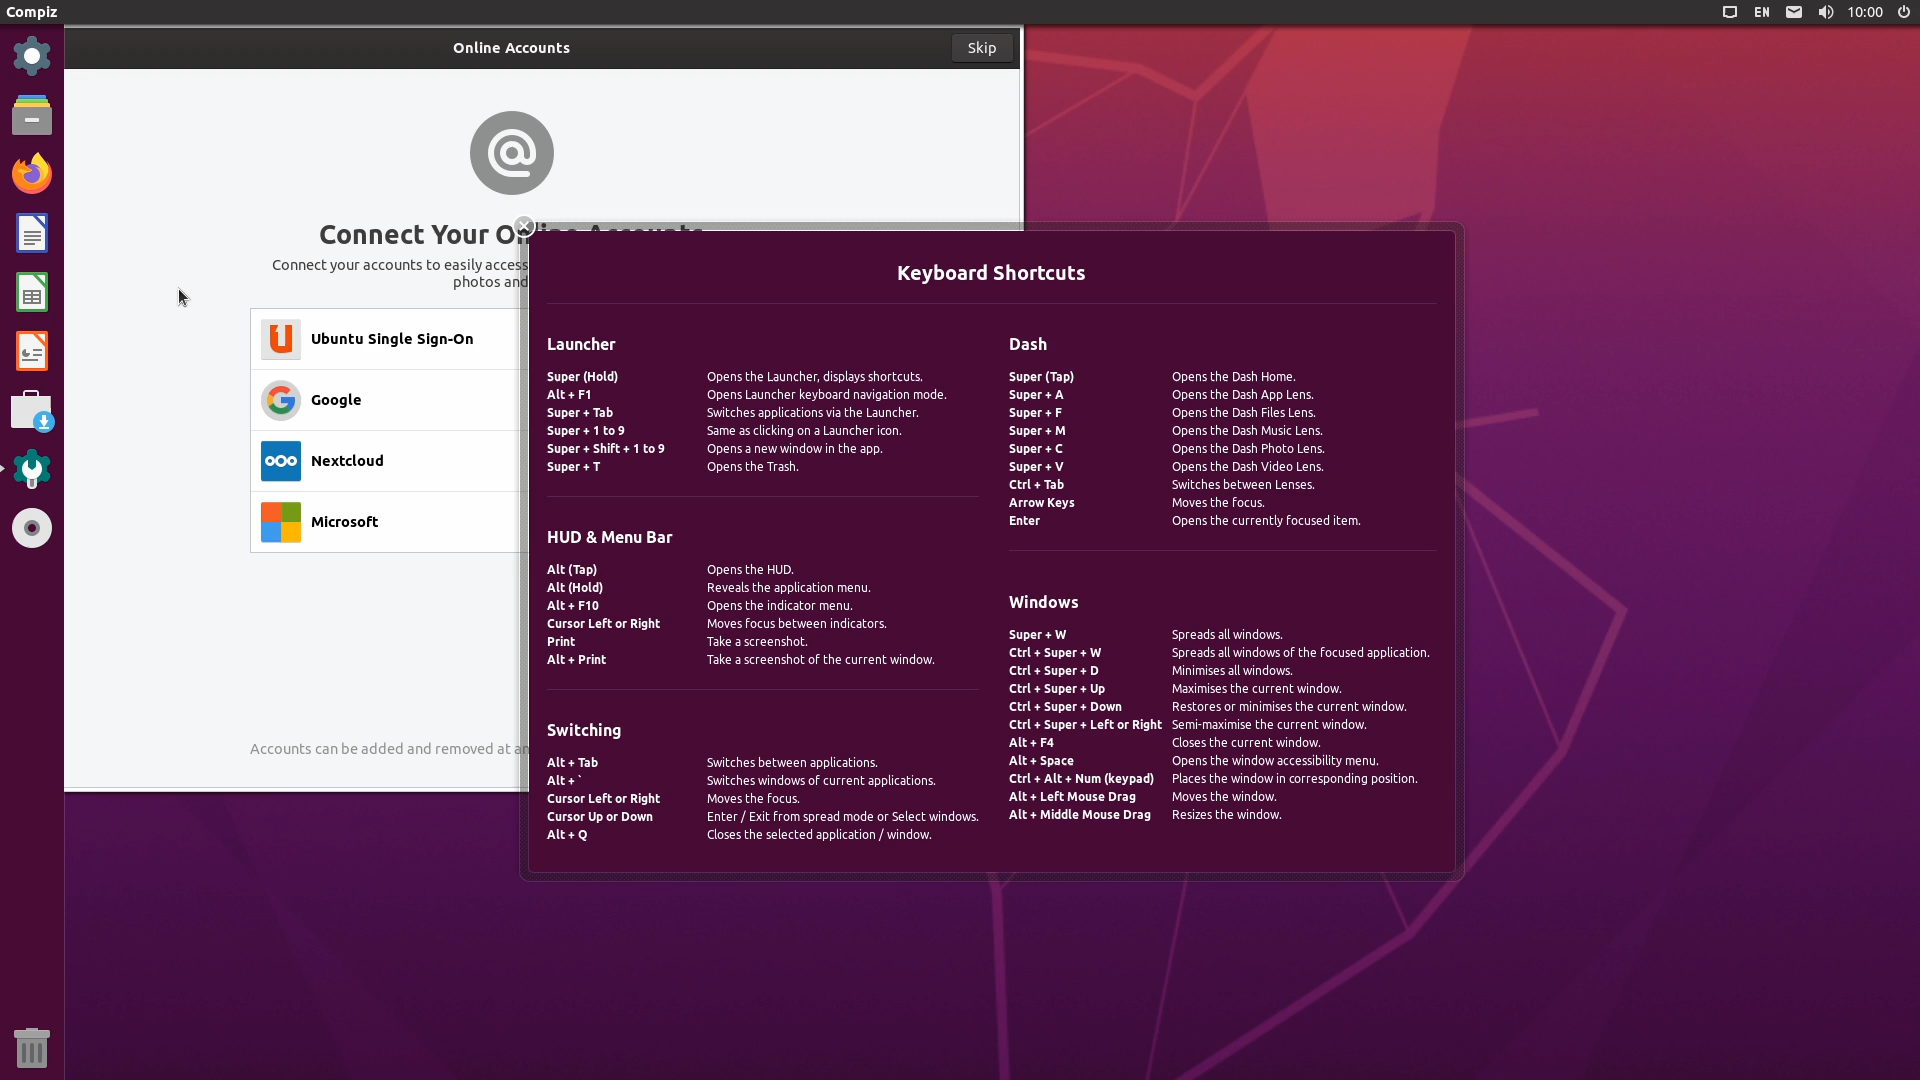 Compiz
EN
10:00
Online Accounts
Skip
Connect Your Online Accounts
Connect your accounts to easily access
photos and
Ubuntu Single Sign-On
Google
Nextcloud
Microsoft
Accounts can be added and removed at
Keyboard Shortcuts
Launcher
Super (Hold) Opens the Launcher, displays shortcuts.
Alt + F1 Opens Launcher keyboard navigation mode.
Super + Tab Switches applications via the Launcher.
Super + 1 to 9 Same as clicking on a Launcher icon.
Super + Shift + 1 to 9 Opens a new window in the app.
Super + T Opens the Trash.
HUD & Menu Bar
Alt (Tap) Opens the HUD.
Alt (Hold) Reveals the application menu.
Alt + F10 Opens the indicator menu.
Cursor Left or Right Moves focus between indicators.
Print Take a screenshot.
Alt + Print Take a screenshot of the current window.
Switching
Alt + Tab Switches between applications.
Alt + ` Switches windows of current applications.
Cursor Left or Right Moves the focus.
Cursor Up or Down Enter / Exit from spread mode or Select windows.
Alt + Q Closes the selected application / window.
Dash
Super (Tap) Opens the Dash Home.
Super + A Opens the Dash App Lens.
Super + F Opens the Dash Files Lens.
Super + M Opens the Dash Music Lens.
Super + C Opens the Dash Photo Lens.
Super + V Opens the Dash Video Lens.
Ctrl + Tab Switches between Lenses.
Arrow Keys Moves the focus.
Enter Opens the currently focused item.
Windows
Super + W Spreads all windows.
Ctrl + Super + W Spreads all windows of the focused application.
Ctrl + Super + D Minimises all windows.
Ctrl + Super + Up Maximises the current window.
Ctrl + Super + Down Restores or minimises the current window.
Ctrl + Super + Left or Right Semi-maximise the current window.
Alt + F4 Closes the current window.
Alt + Space Opens the window accessibility menu.
Ctrl + Alt + Num (keypad) Places the window in corresponding position.
Alt + Left Mouse Drag Moves the window.
Alt + Middle Mouse Drag Resizes the window.